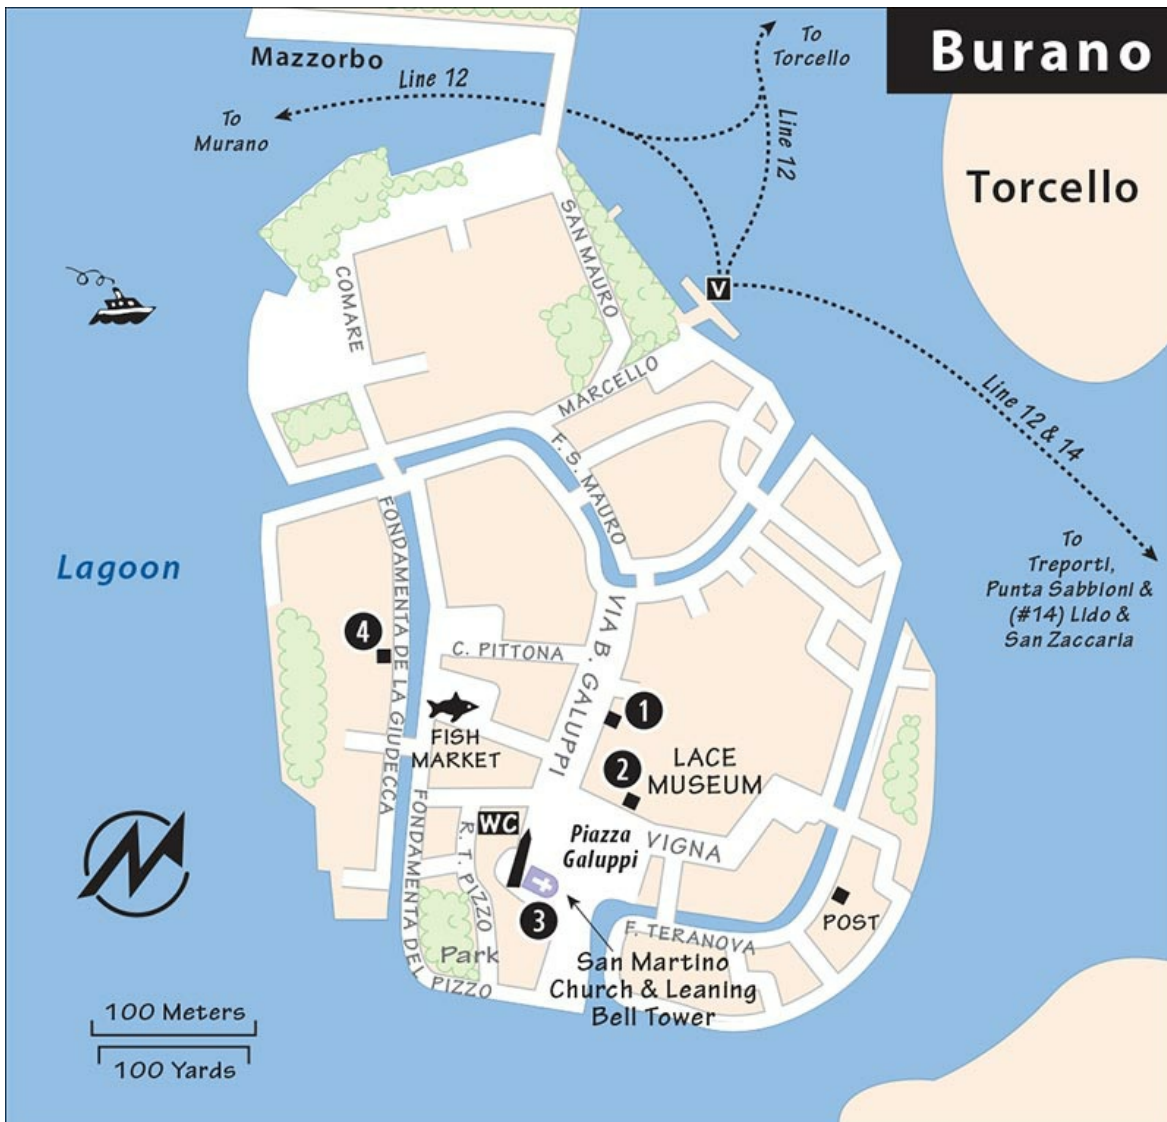 Burano
Mazzorbo
Line 12
To
Torcello
To
Murano
Line 12
Torcello
SAN MAURO
COMARE
V
MARCELLO
Line 12 & 14
F. S. MAURO
To
Treporti,
Punta Sabbioni &
(#14) Lido &
San Zaccaria
Lagoon
FONDAMENTA DE LA GIUDECCA
4
C. PITTONA
VIA B. GALUPPI
1
FISH
MARKET
2
LACE
MUSEUM
WC
Piazza
Galuppi
VIGNA
FONDAMENTA DEL
PIZZO
R. T. PIZZO
3
POST
F. TERANOVA
Park
San Martino
Church & Leaning
Bell Tower
100 Meters
100 Yards